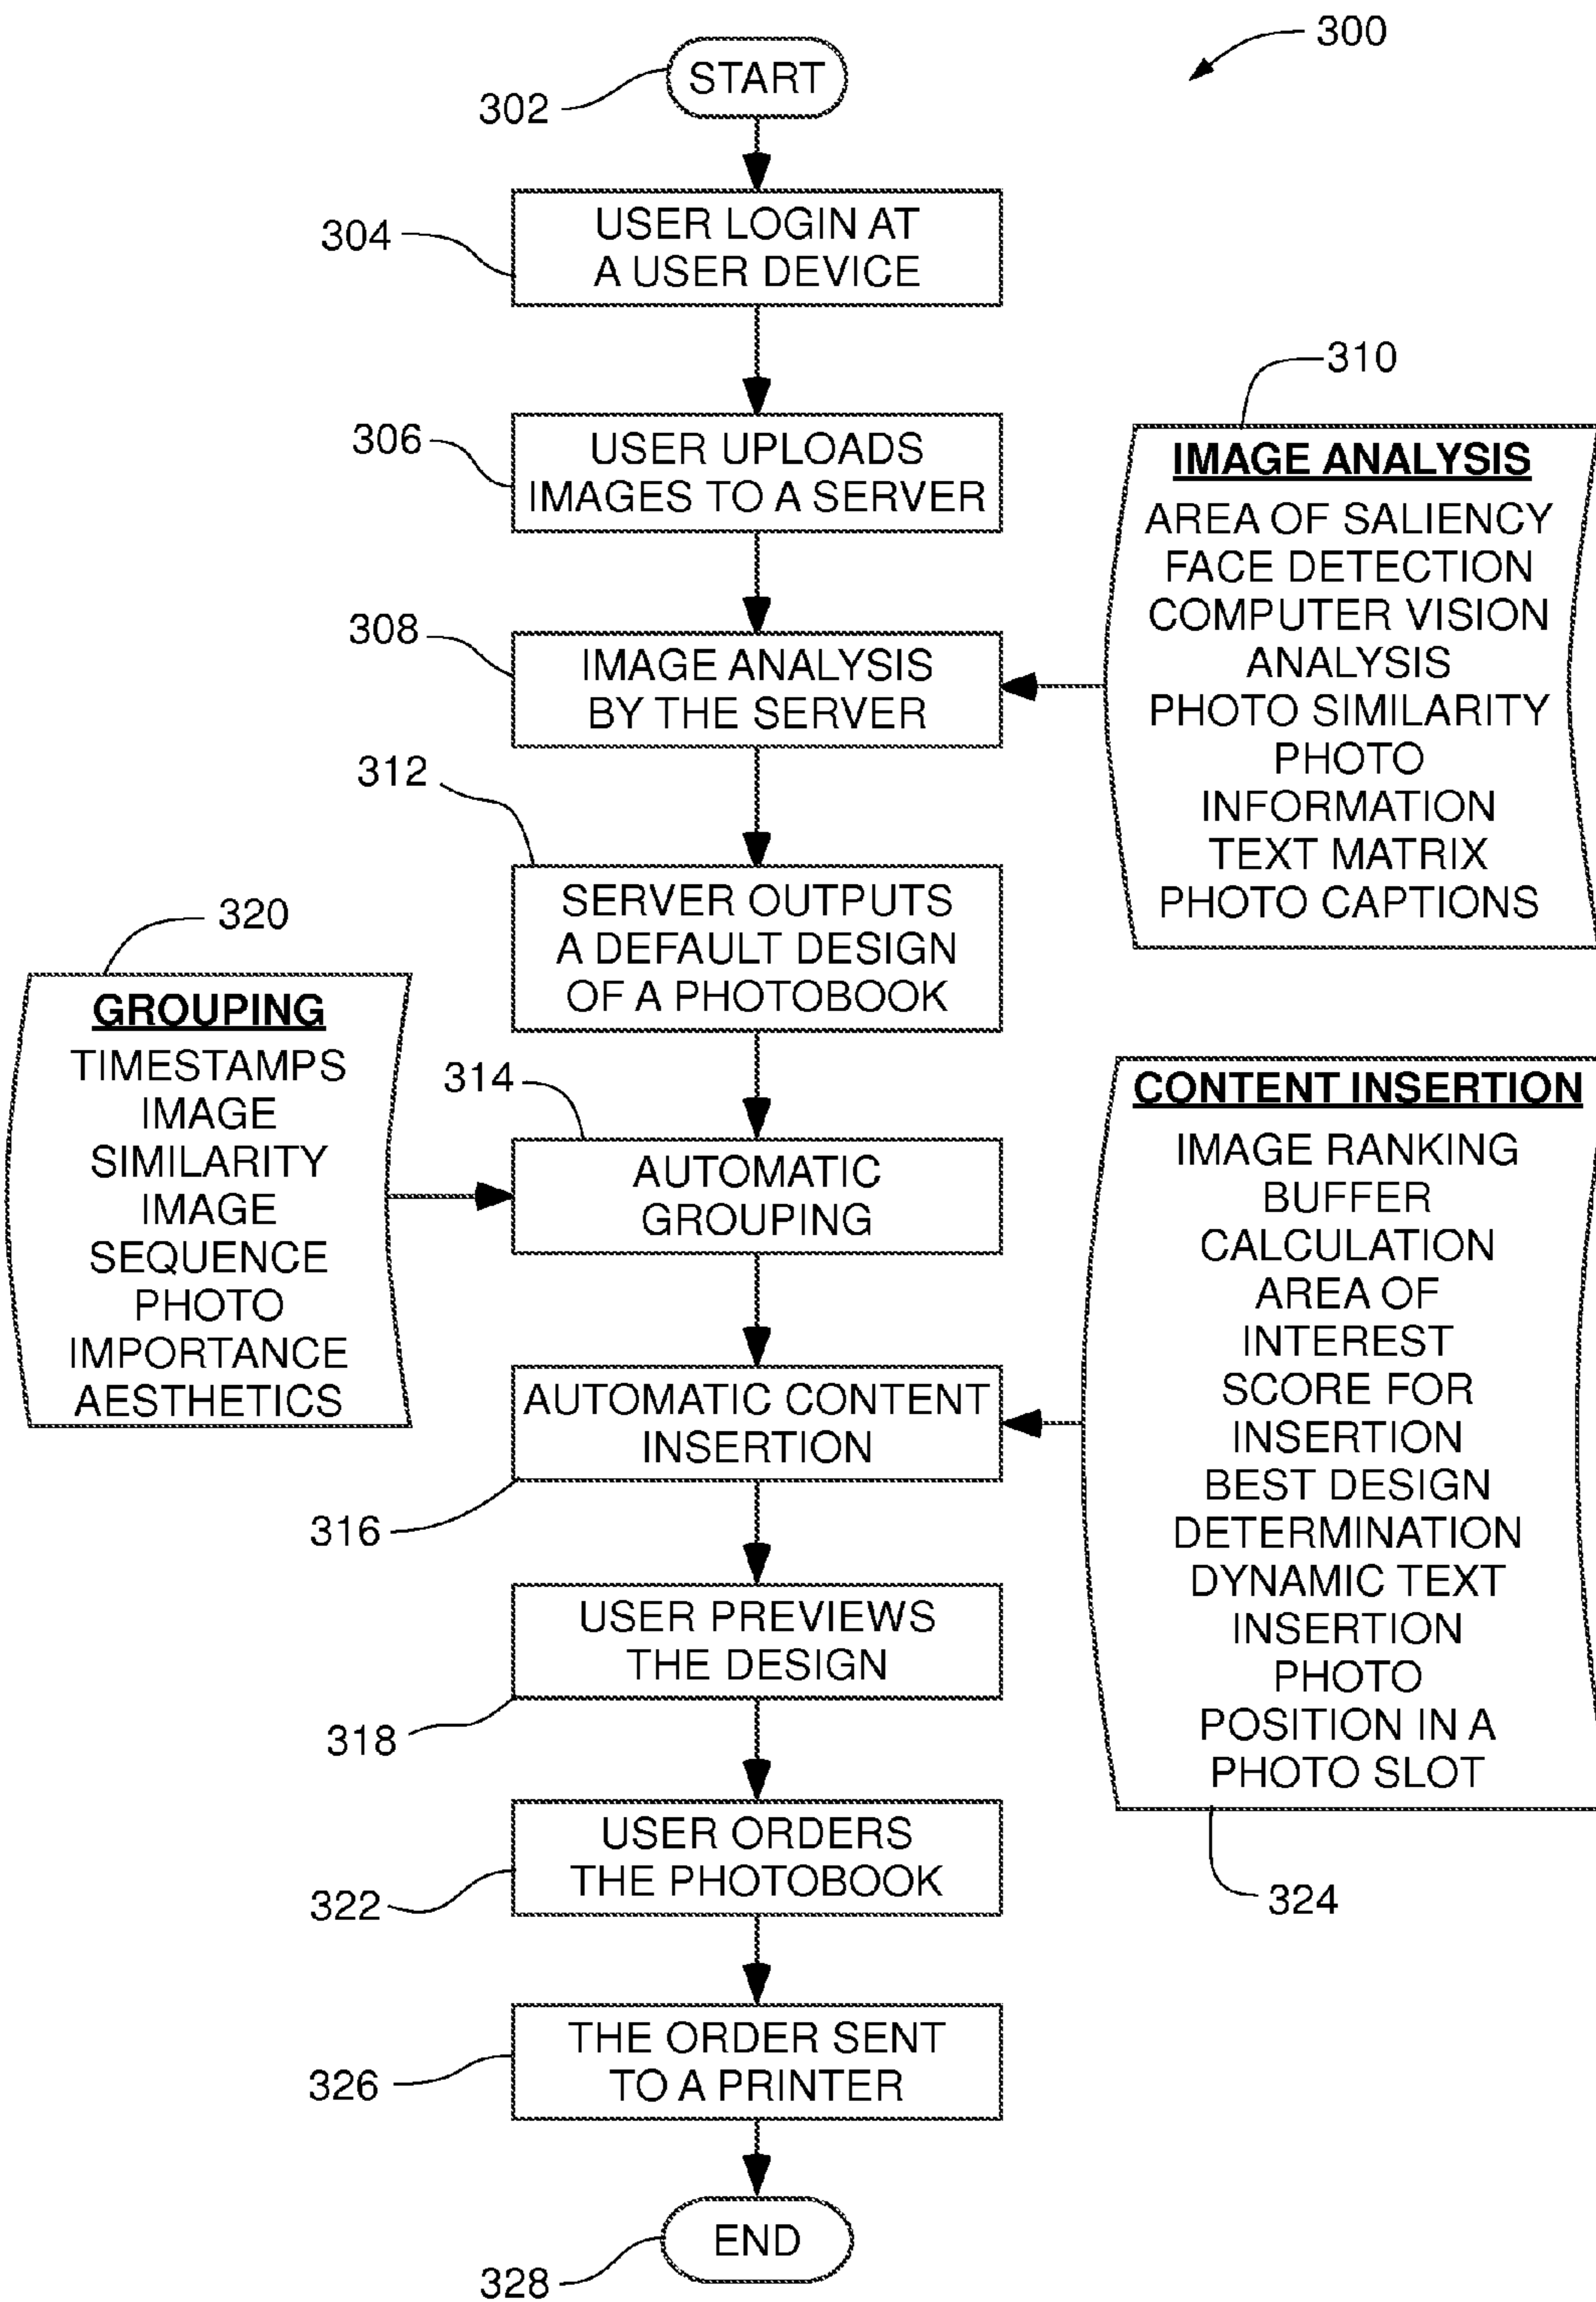 300
START
302
USER LOGIN AT
A USER DEVICE
304
USER UPLOADS
IMAGES TO A SERVER
306
310
IMAGE ANALYSIS
AREA OF SALIENCY
FACE DETECTION
COMPUTER VISION
ANALYSIS
PHOTO SIMILARITY
PHOTO
INFORMATION
TEXT MATRIX
PHOTO CAPTIONS
308
IMAGE ANALYSIS
BY THE SERVER
312
SERVER OUTPUTS
A DEFAULT DESIGN
OF A PHOTOBOOK
320
GROUPING
TIMESTAMPS
IMAGE
SIMILARITY
IMAGE
SEQUENCE
PHOTO
IMPORTANCE
AESTHETICS
314
AUTOMATIC
GROUPING
CONTENT INSERTION
IMAGE RANKING
BUFFER
CALCULATION
AREA OF
INTEREST
SCORE FOR
INSERTION
BEST DESIGN
DETERMINATION
DYNAMIC TEXT
INSERTION
PHOTO
POSITION IN A
PHOTO SLOT
324
AUTOMATIC CONTENT
INSERTION
316
USER PREVIEWS
THE DESIGN
318
USER ORDERS
THE PHOTOBOOK
322
THE ORDER SENT
TO A PRINTER
326
END
328